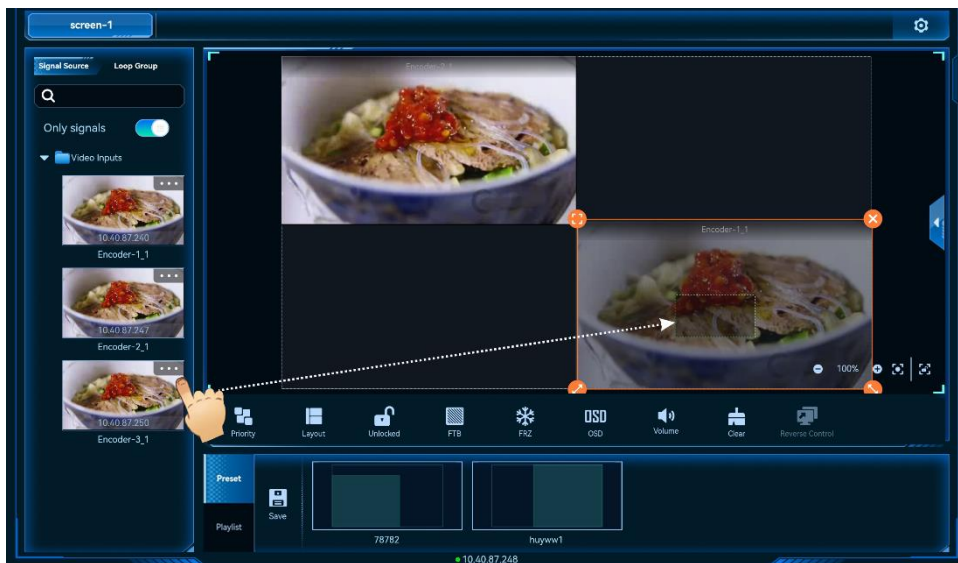 screen-1
Signal Source
Loop Group
Only signals
Video Inputs
10.40.87.240
Encoder-1_1
10.40.87.247
Encoder-2_1
10.40.87.250
Encoder-3_1
Encoder-2_1
Encoder-1_1
100%
Priority
Layout
Unlocked
FTB
FRZ
OSD
OSD
Volume
Clear
Reverse Control
Preset
Playlist
Save
78782
huyww1
10.40.87.248